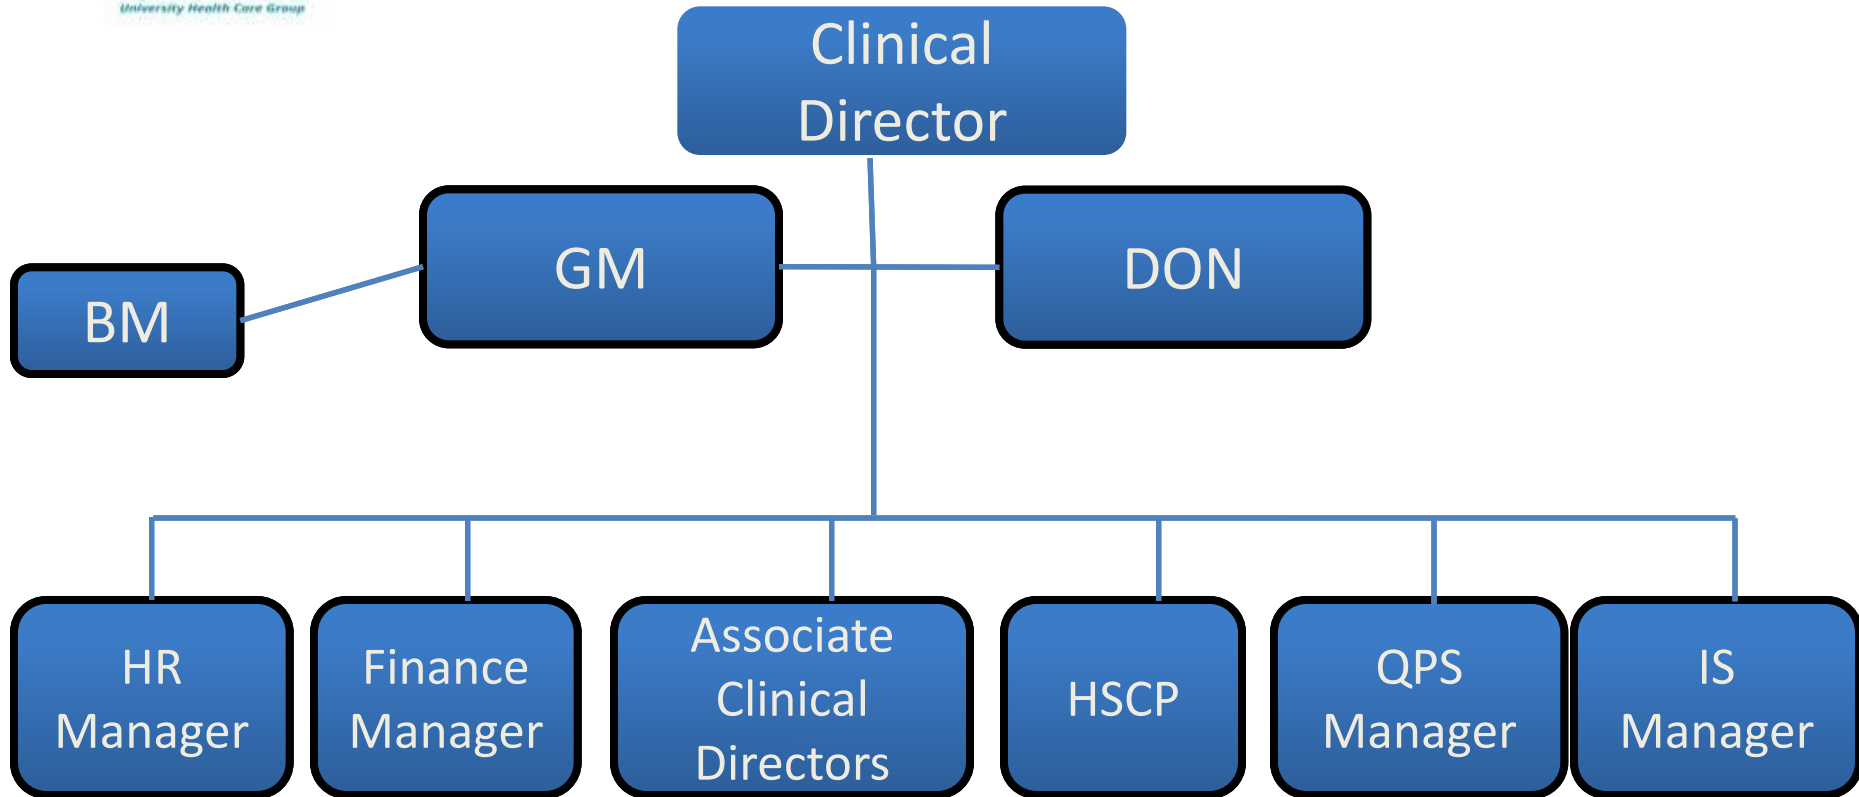 University Health Care Group
Clinical
Director
GM
DON
BM
HR
Manager
Finance
Manager
Associate
Clinical
Directors
HSCP
QPS
Manager
IS
Manager